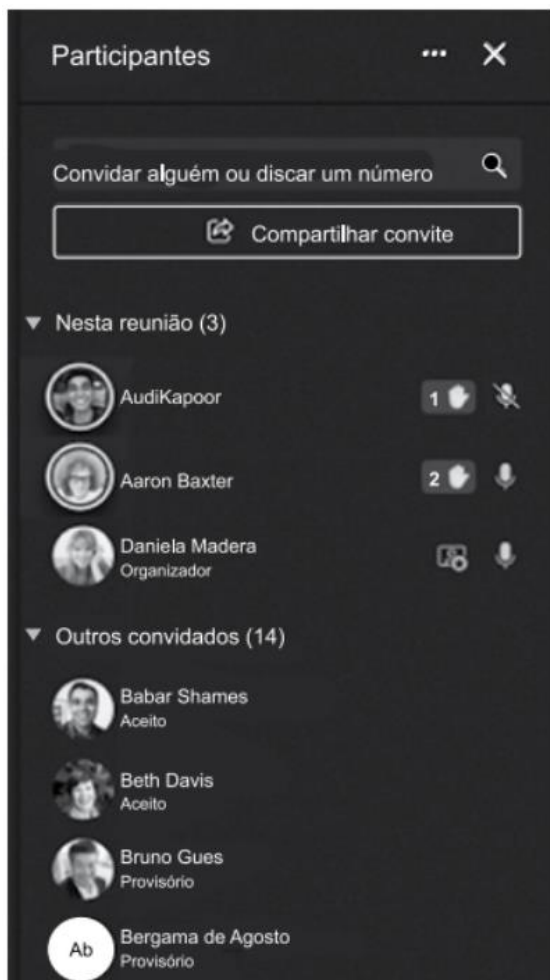 Participantes
Convidar alguém ou discar um número
Compartilhar convite
Nesta reunião (3)
AudiKapoor
1
Aaron Baxter
2
Daniela Madera
Organizador
Outros convidados (14)
Babar Shames
Aceito
Beth Davis
Aceito
Bruno Gues
Provisório
Ab
Bergama de Agosto
Provisório